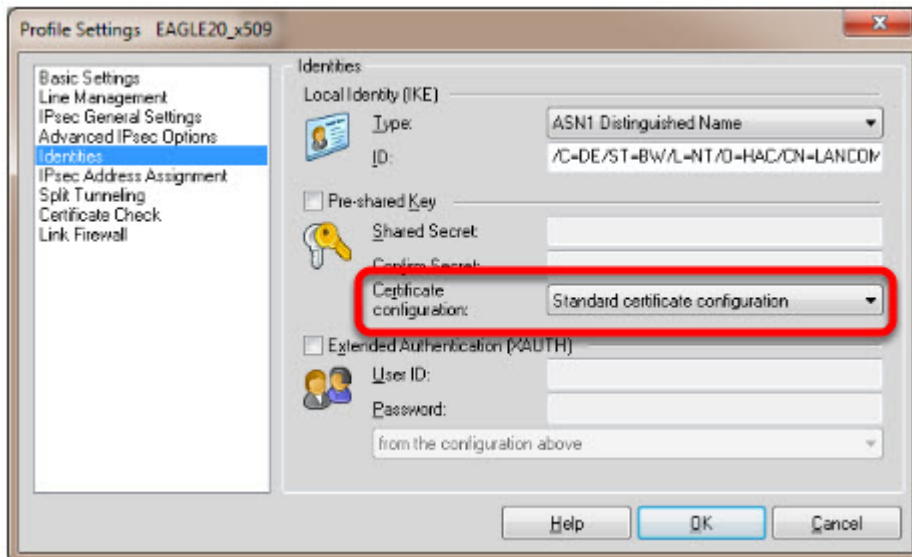 Profile Settings EAGLE20_x509
Basic Settings
Line Management
IPsec General Settings
Advanced IPsec Options
Identities
IPsec Address Assignment
Split Tunneling
Certificate Check
Link Firewall
Identities
Local Identity (IKE)
Type: ASN1 Distinguished Name
ID: /C=DE/ST=BW/L=NT/O=HAC/CN=LANCOM
Pre-shared Key
Shared Secret:
Confirm Secret:
Certificate
configuration: Standard certificate configuration
Extended Authentication (XAUTH)
User ID:
Password:
from the configuration above
Help OK Cancel